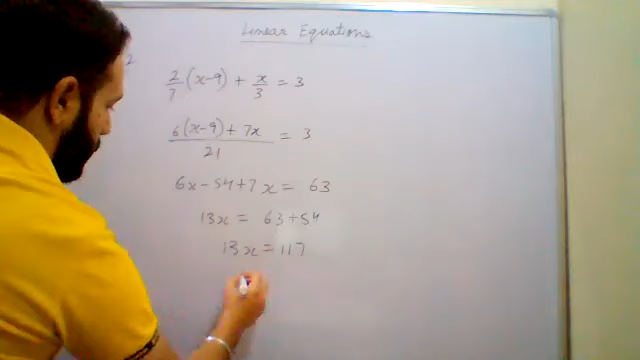 Linear Equations
2
2/7 (x-9) + x/3 = 3
6(x-9) + 7x / 21 = 3
6x - 54 + 7x = 63
13x = 63 + 54
13x = 117